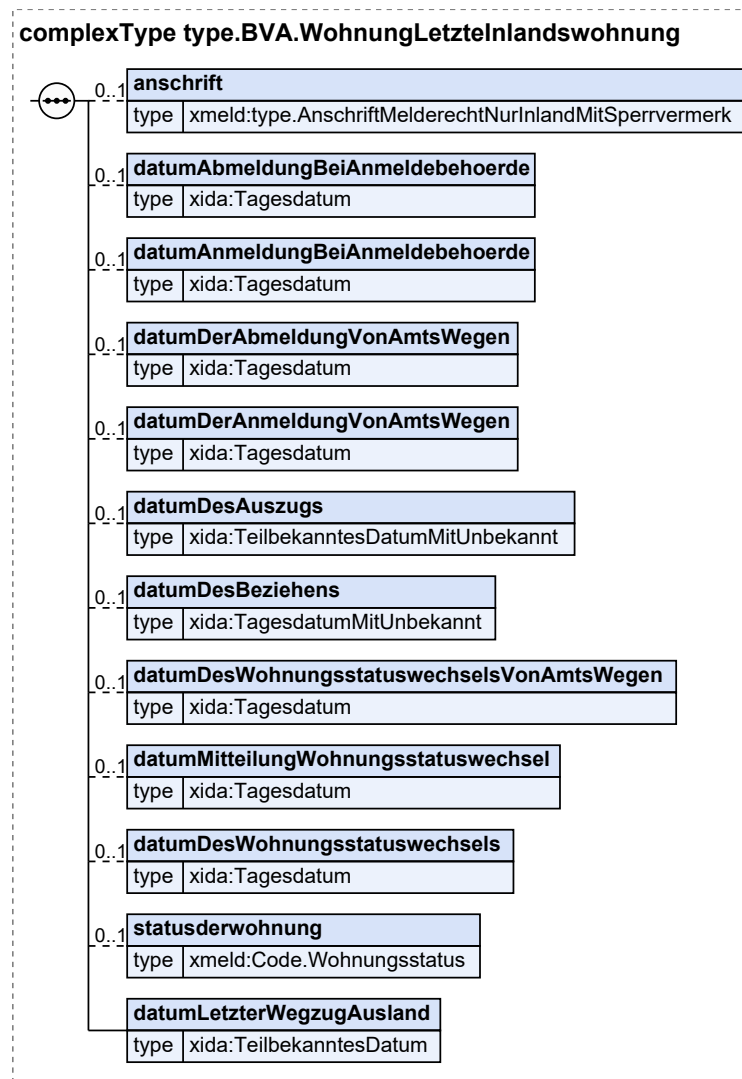 complexType type.BVA.WohnungLetzteInlandswohnung
0..1 anschrift
type xmeld:type.AnschriftMelderechtNurInlandMitSperrvermerk
0..1 datumAbmeldungBeiAnmeldebehoerde
type xida:Tagesdatum
0..1 datumAnmeldungBeiAnmeldebehoerde
type xida:Tagesdatum
0..1 datumDerAbmeldungVonAmtsWegen
type xida:Tagesdatum
0..1 datumDerAnmeldungVonAmtsWegen
type xida:Tagesdatum
0..1 datumDesAuszugs
type xida:TeilbekanntesDatumMitUnbekannt
0..1 datumDesBeziehens
type xida:TagesdatumMitUnbekannt
0..1 datumDesWohnungsstatuswechselsVonAmtsWegen
type xida:Tagesdatum
0..1 datumMitteilungWohnungsstatuswechsel
type xida:Tagesdatum
0..1 datumDesWohnungsstatuswechsels
type xida:Tagesdatum
0..1 statusderwohnung
type xmeld:Code.Wohnungsstatus
datumLetzterWegzugAusland
type xida:TeilbekanntesDatum